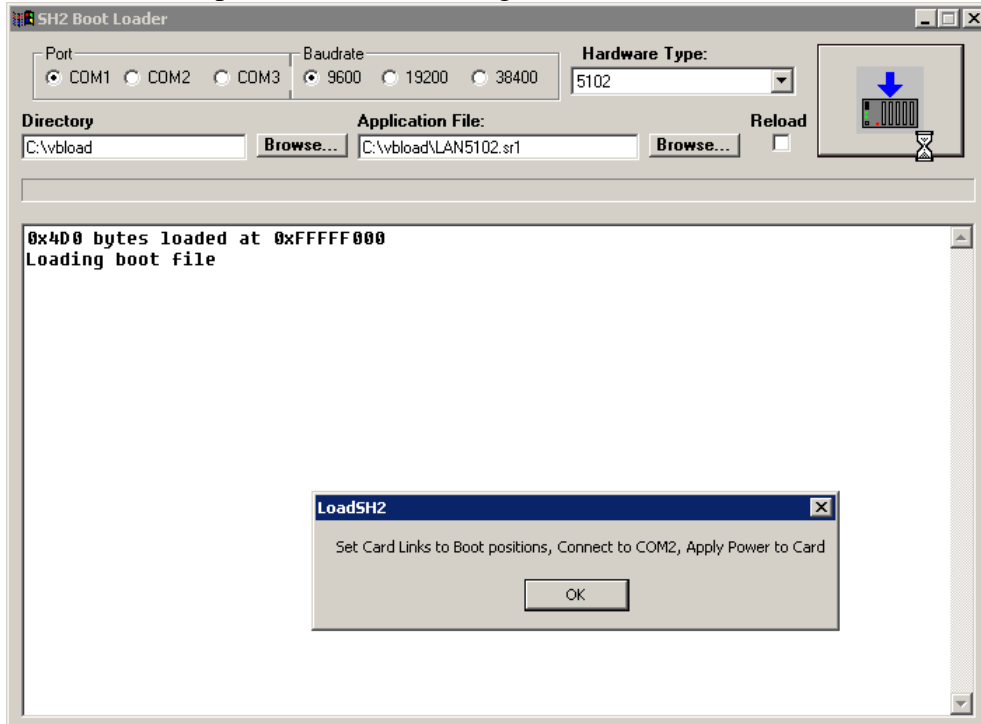 SH2 Boot Loader
Port
Baudrate
Hardware Type:
COM1 COM2 COM3
9600 19200 38400
5102
Directory
Application File:
Reload
C:\vbload
Browse...
C:\vbload\LAN5102.sr1
Browse...
0x4D0 bytes loaded at 0xFFFFF000
Loading boot file
LoadSH2
Set Card Links to Boot positions, Connect to COM2, Apply Power to Card
OK